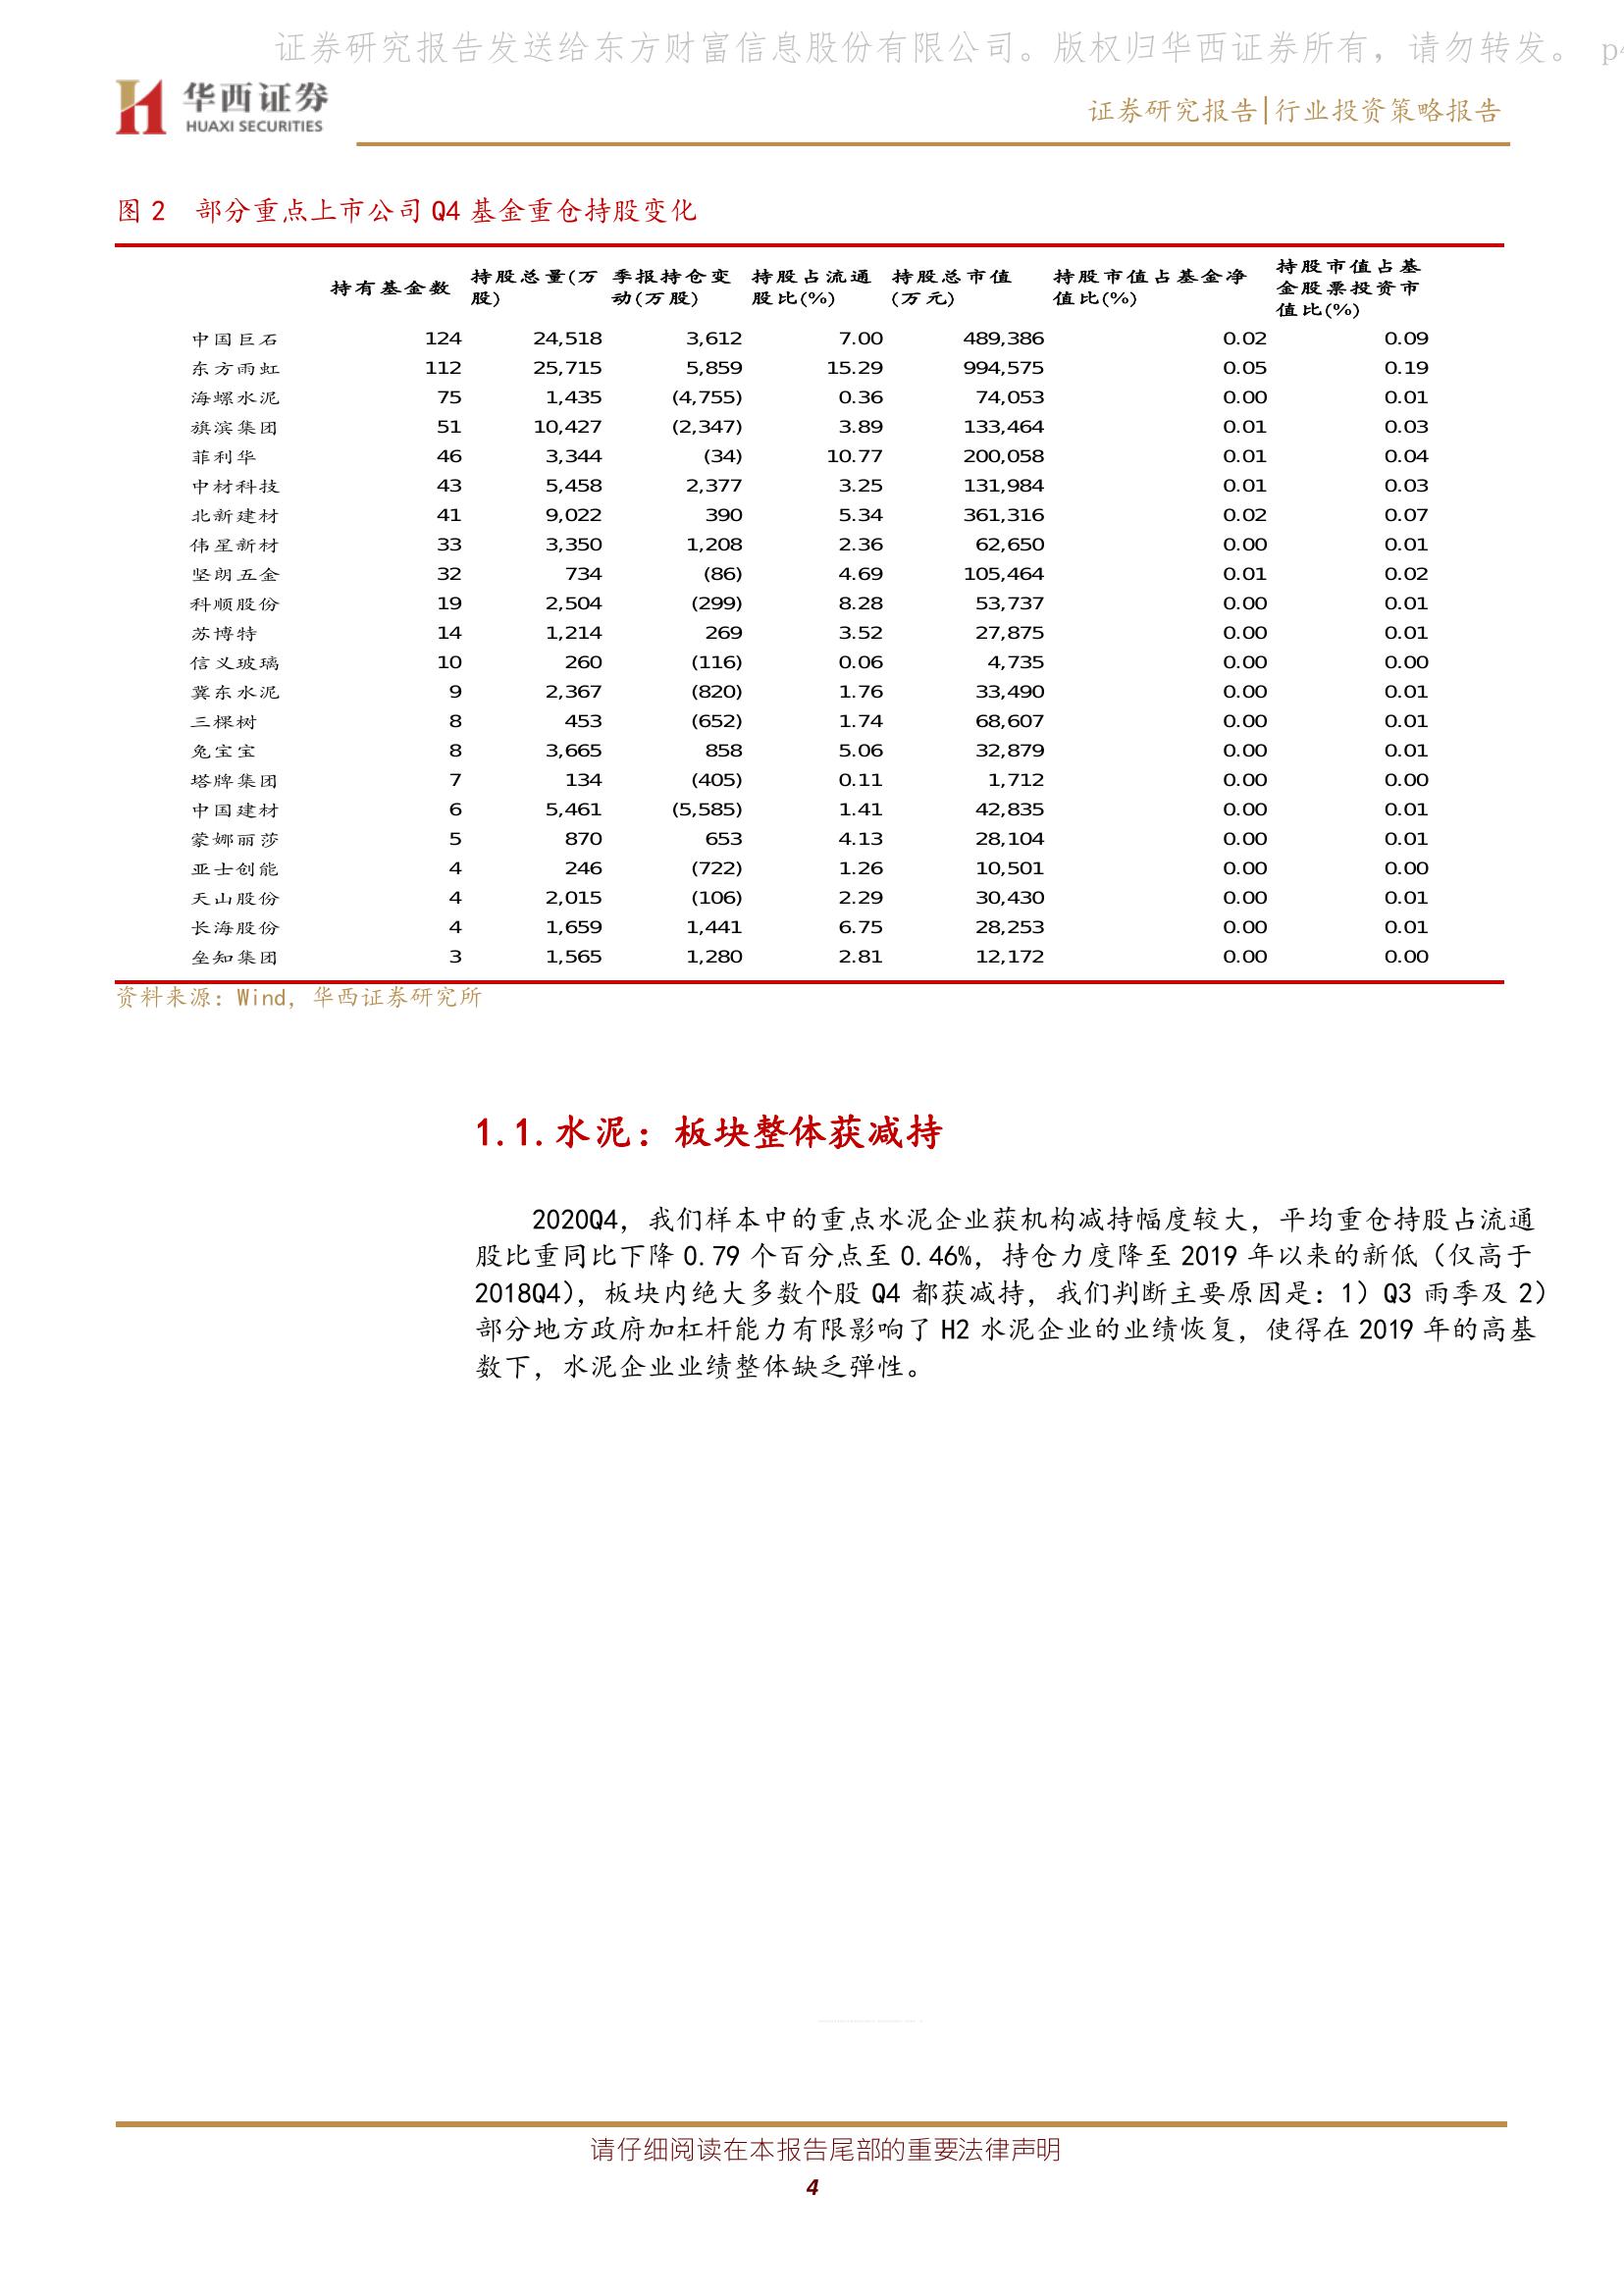 证券研究报告发送给东方财富信息股份有限公司。版权归华西证券所有，请勿转发。 p4
华西证券
HUAXI SECURITIES
证券研究报告|行业投资策略报告
图 2 部分重点上市公司 Q4 基金重仓持股变化
持有基金数 持股总量(万股) 季报持仓变动(万股) 持股占流通股比(%) 持股总市值(万元) 持股市值占基金净值比(%) 持股市值占基金股票投资市值比(%)
中国巨石 124 24,518 3,612 7.00 489,386 0.02 0.09
东方雨虹 112 25,715 5,859 15.29 994,575 0.05 0.19
海螺水泥 75 1,435 (4,755) 0.36 74,053 0.00 0.01
旗滨集团 51 10,427 (2,347) 3.89 133,464 0.01 0.03
菲利华 46 3,344 (34) 10.77 200,058 0.01 0.04
中材科技 43 5,458 2,377 3.25 131,984 0.01 0.03
北新建材 41 9,022 390 5.34 361,316 0.02 0.07
伟星新材 33 3,350 1,208 2.36 62,650 0.00 0.01
坚朗五金 32 734 (86) 4.69 105,464 0.01 0.02
科顺股份 19 2,504 (299) 8.28 53,737 0.00 0.01
苏博特 14 1,214 269 3.52 27,875 0.00 0.01
信义玻璃 10 260 (116) 0.06 4,735 0.00 0.00
冀东水泥 9 2,367 (820) 1.76 33,490 0.00 0.01
三棵树 8 453 (652) 1.74 68,607 0.00 0.01
兔宝宝 8 3,665 858 5.06 32,879 0.00 0.01
塔牌集团 7 134 (405) 0.11 1,712 0.00 0.00
中国建材 6 5,461 (5,585) 1.41 42,835 0.00 0.01
蒙娜丽莎 5 870 653 4.13 28,104 0.00 0.01
亚士创能 4 246 (722) 1.26 10,501 0.00 0.00
天山股份 4 2,015 (106) 2.29 30,430 0.00 0.01
长海股份 4 1,659 1,441 6.75 28,253 0.00 0.01
垒知集团 3 1,565 1,280 2.81 12,172 0.00 0.00
资料来源：Wind，华西证券研究所
1.1.水泥：板块整体获减持
2020Q4，我们样本中的重点水泥企业获机构减持幅度较大，平均重仓持股占流通
股比重同比下降 0.79 个百分点至 0.46%，持仓力度降至 2019 年以来的新低（仅高于
2018Q4），板块内绝大多数个股 Q4 都获减持，我们判断主要原因是：1）Q3 雨季及 2）
部分地方政府加杠杆能力有限影响了 H2 水泥企业的业绩恢复，使得在 2019 年的高基
数下，水泥企业业绩整体缺乏弹性。
请仔细阅读在本报告尾部的重要法律声明
4